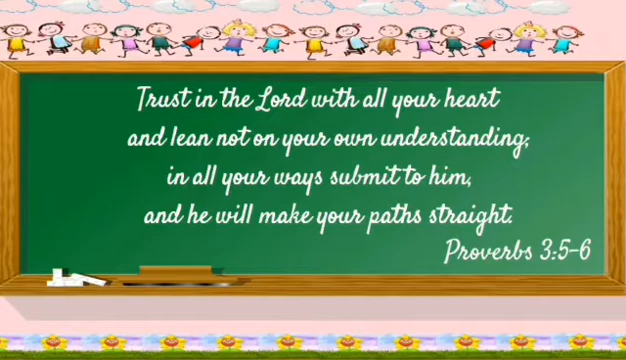 Trust in the Lord with all your heart
and lean not on your own understanding;
in all your ways submit to him,
and he will make your paths straight.
Proverbs 3:5-6